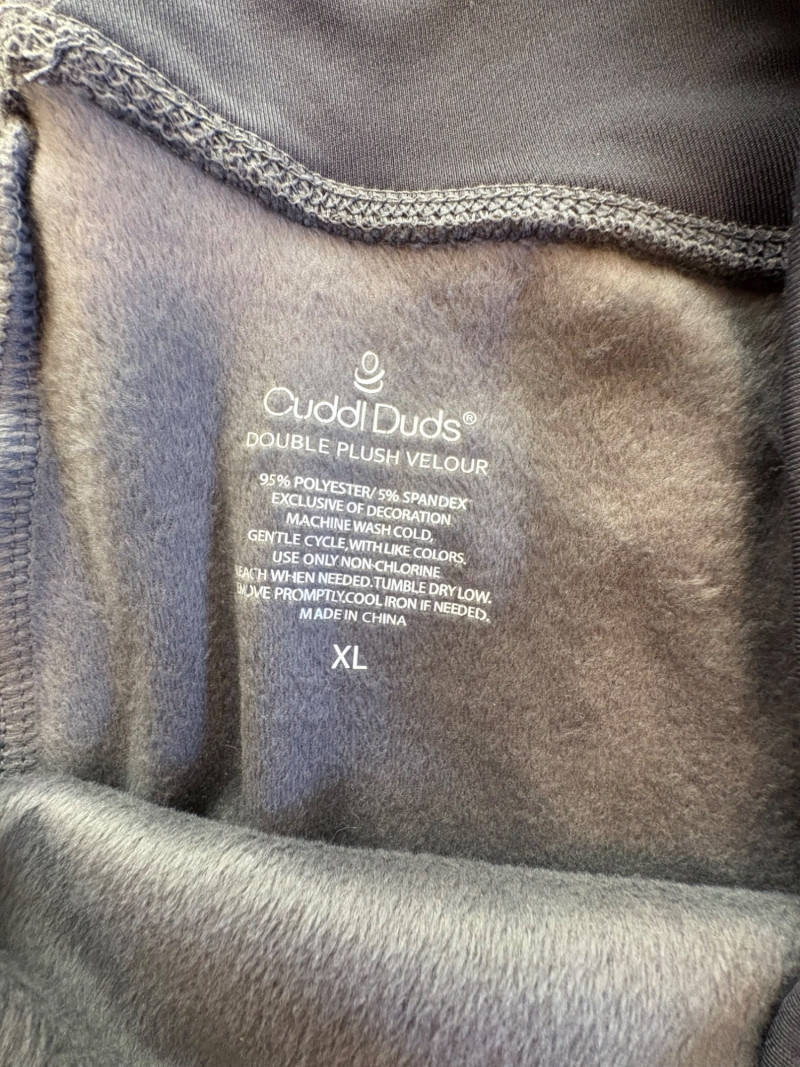 Cuddl Duds®
DOUBLE PLUSH VELOUR
95% POLYESTER/ 5% SPANDEX
EXCLUSIVE OF DECORATION
MACHINE WASH COLD,
GENTLE CYCLE,WITH LIKE COLORS.
USE ONLY NON-CHLORINE
EACH WHEN NEEDED.TUMBLE DRY LOW.
MOVE PROMPTLY.COOL IRON IF NEEDED.
MADE IN CHINA
XL